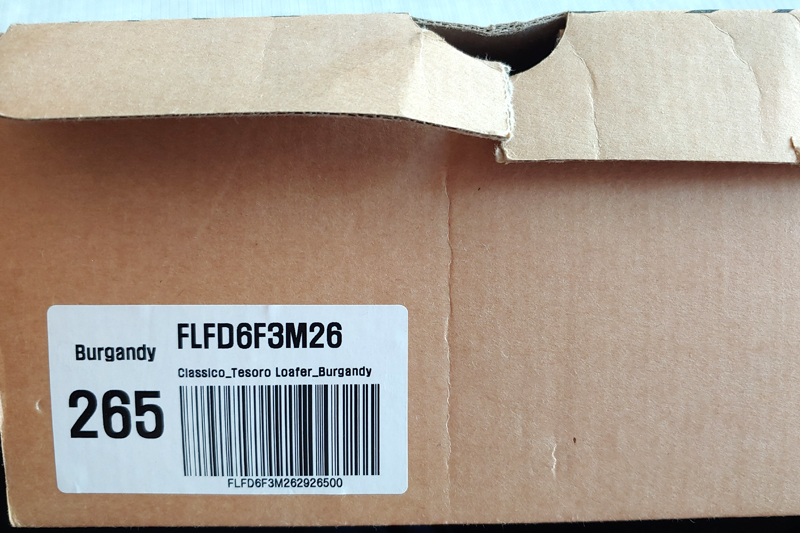 Burgandy
FLFD6F3M26
Classico_Tesoro Loafer_Burgandy
265
FLFD6F3M262926500